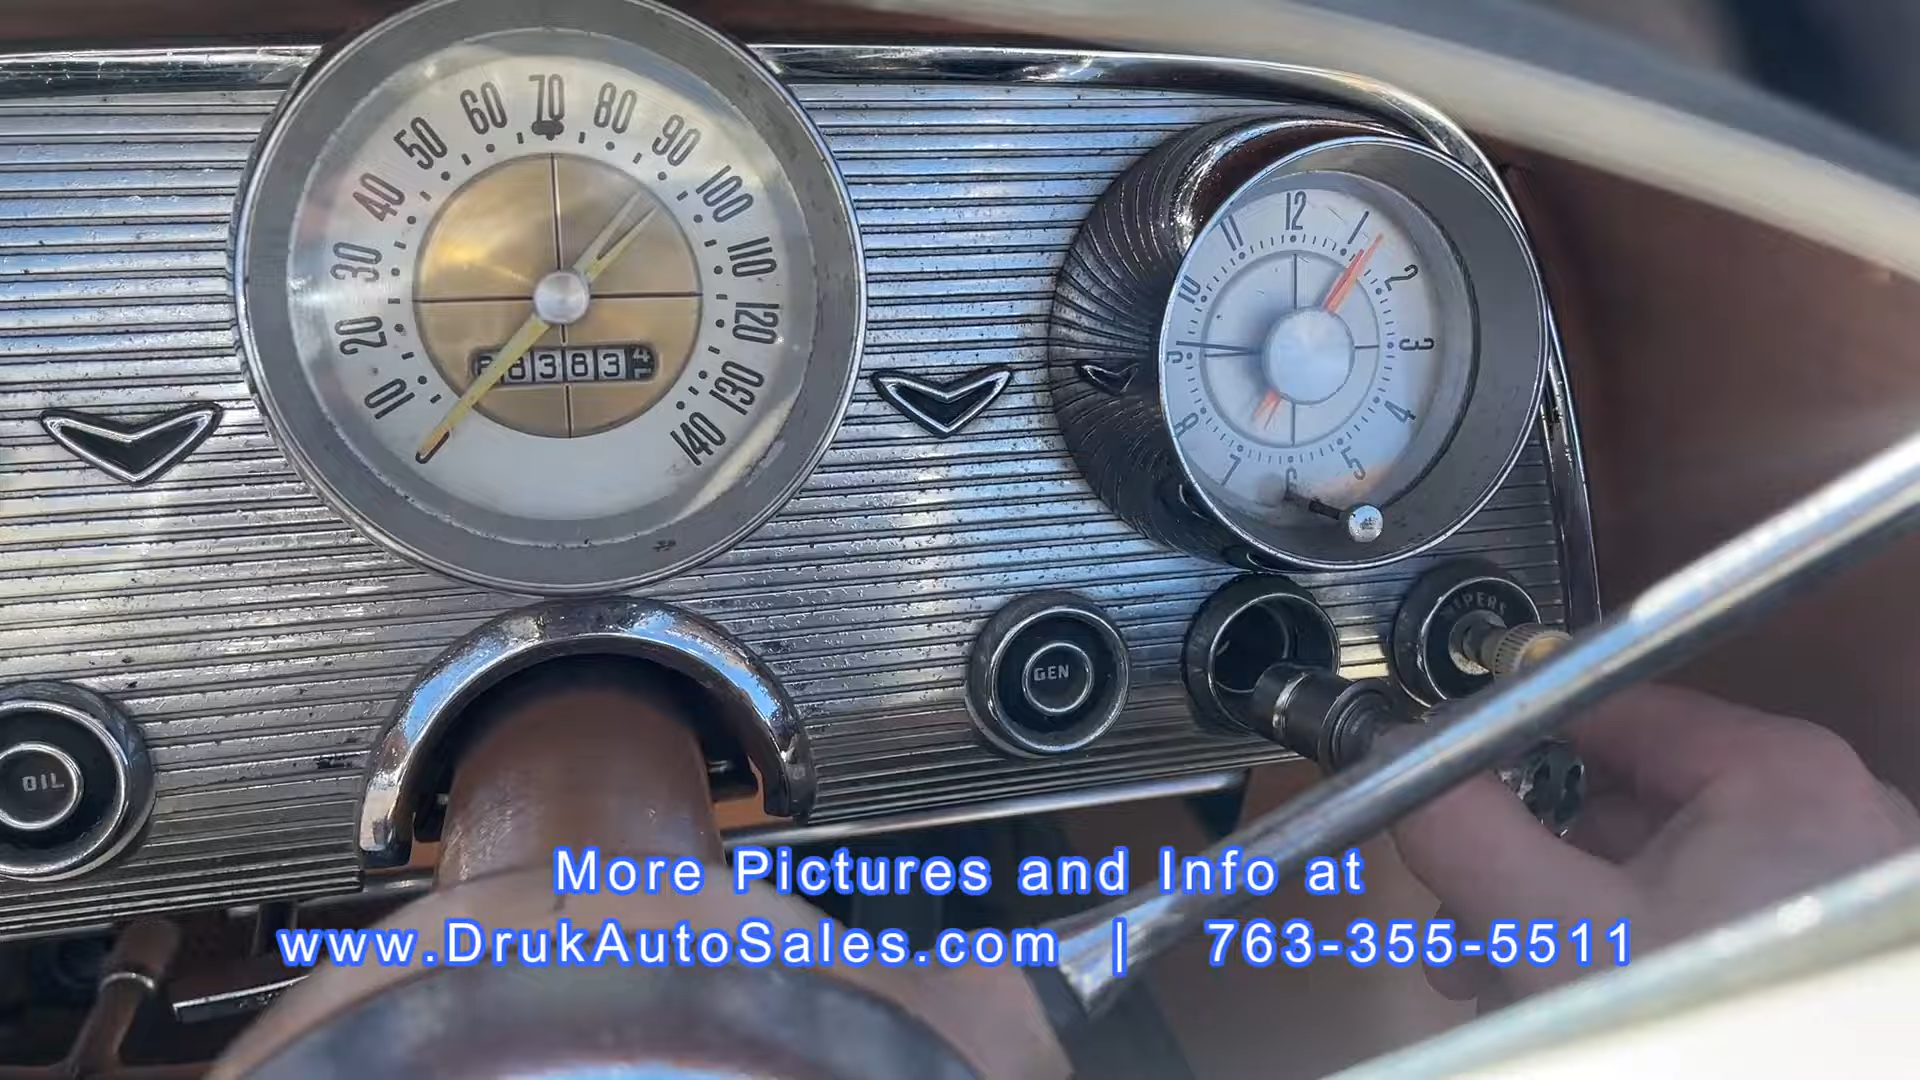 10 20 30 40 50 60 70 80 90 100 110 120 130 140
8383
12 1 2 3 4 5 6 7 8 9 10 11
GEN
WIPERS
OIL
More Pictures and Info at
www.DrukAutoSales.com | 763-355-5511